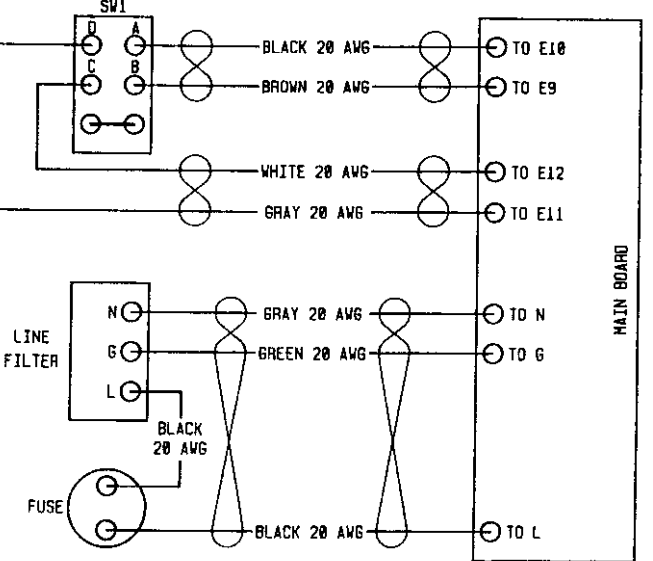 SW1
D A
BLACK 20 AWG
TO E10
C B
BROWN 20 AWG
TO E9
WHITE 20 AWG
TO E12
GRAY 20 AWG
TO E11
MAIN BOARD
LINE
FILTER
N
GRAY 20 AWG
TO N
G
GREEN 20 AWG
TO G
L
BLACK
20 AWG
FUSE
BLACK 20 AWG
TO L